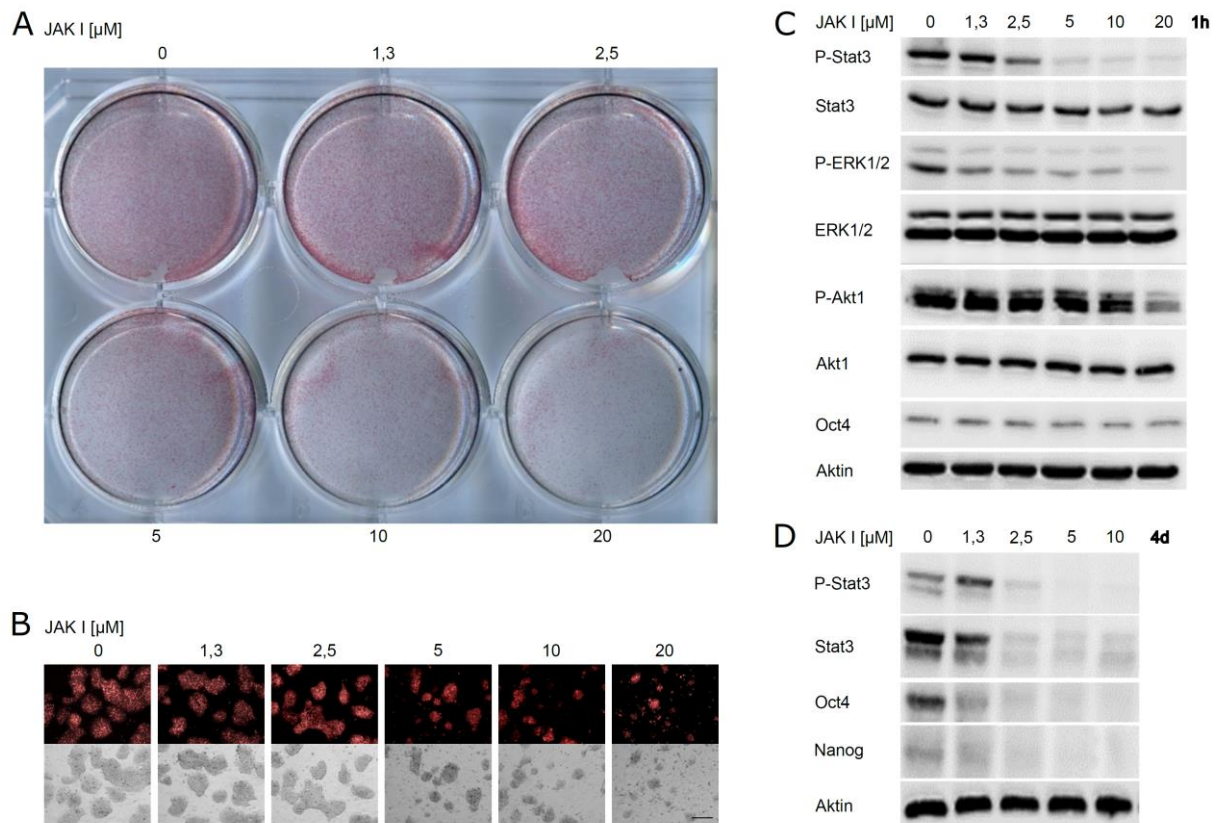 A
JAK I [µM]
0 1,3 2,5
5 10 20
B
JAK I [µM]
0 1,3 2,5 5 10 20
C
JAK I [µM] 0 1,3 2,5 5 10 20 1h
P-Stat3
Stat3
P-ERK1/2
ERK1/2
P-Akt1
Akt1
Oct4
Aktin
D
JAK I [µM] 0 1,3 2,5 5 10 4d
P-Stat3
Stat3
Oct4
Nanog
Aktin